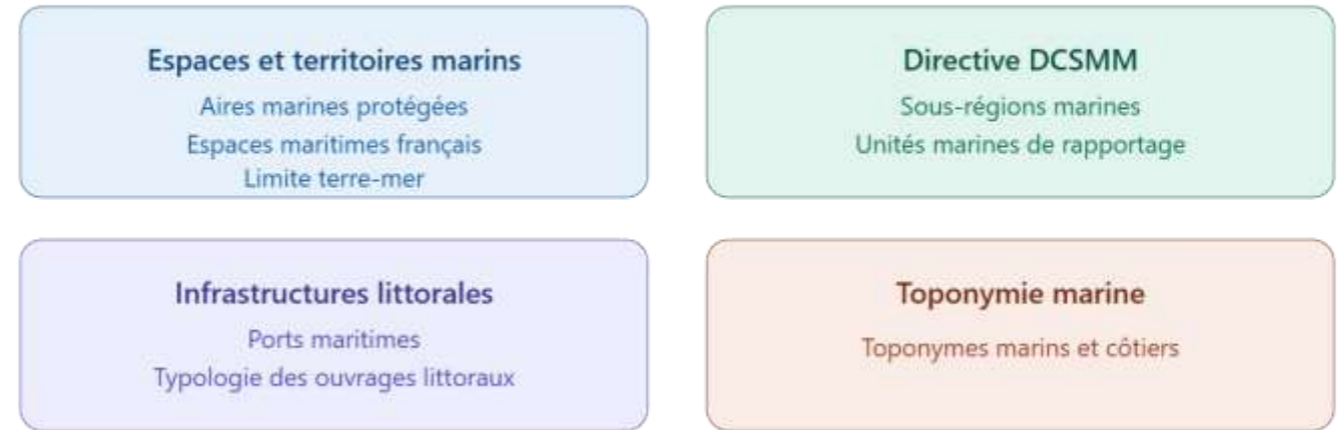 Espaces et territoires marins
Aires marines protégées
Espaces maritimes français
Limite terre-mer
Directive DCSMM
Sous-régions marines
Unités marines de rapportage
Infrastructures littorales
Ports maritimes
Typologie des ouvrages littoraux
Toponymie marine
Toponymes marins et côtiers